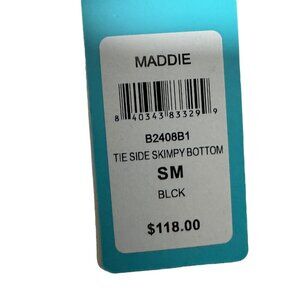 MADDIE
8 40343 83329 9
B2408B1
TIE SIDE SKIMPY BOTTOM
SM
BLCK
$118.00